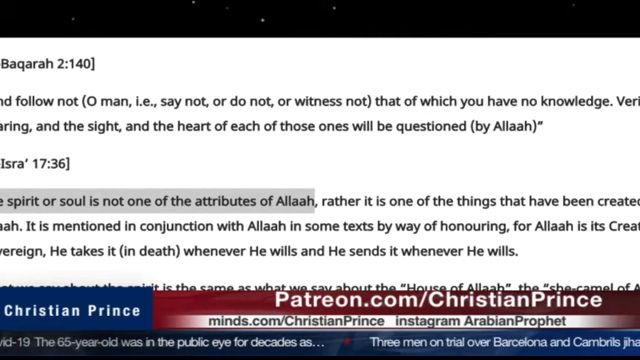 -Baqarah 2:140]
nd follow not (O man, i.e., say not, or do not, or witness not) that of which you have no knowledge. Veri
aring, and the sight, and the heart of each of those ones will be questioned (by Allaah)”
-Isra’ 17:36]
e spirit or soul is not one of the attributes of Allaah, rather it is one of the things that have been created
aah. It is mentioned in conjunction with Allaah in some texts by way of honouring, for Allaah is its Creat
vereign, He takes it (in death) whenever He wills and He sends it whenever He wills.
at we say about the spirit is the same as what we say about the “House of Allaah”, the “she-camel of A
Christian Prince
Patreon.com/ChristianPrince
minds.com/ChristianPrince instagram ArabianProphet
vid-19 The 65-year-old was in the public eye for decades as… Three men on trial over Barcelona and Cambrils jiha